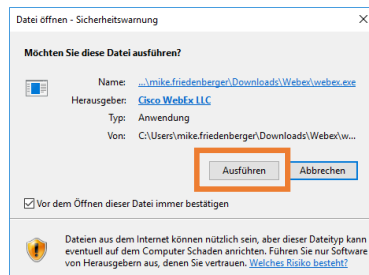 Datei öffnen - Sicherheitswarnung
Möchten Sie diese Datei ausführen?
Name: ...\mike.friedenberger\Downloads\Webex\webex.exe
Herausgeber: Cisco WebEx LLC
Typ: Anwendung
Von: C:\Users\mike.friedenberger\Downloads\Webex\w...
Ausführen Abbrechen
Vor dem Öffnen dieser Datei immer bestätigen
Dateien aus dem Internet können nützlich sein, aber dieser Dateityp kann
eventuell auf dem Computer Schaden anrichten. Führen Sie nur Software
von Herausgebern aus, denen Sie vertrauen. Welches Risiko besteht?